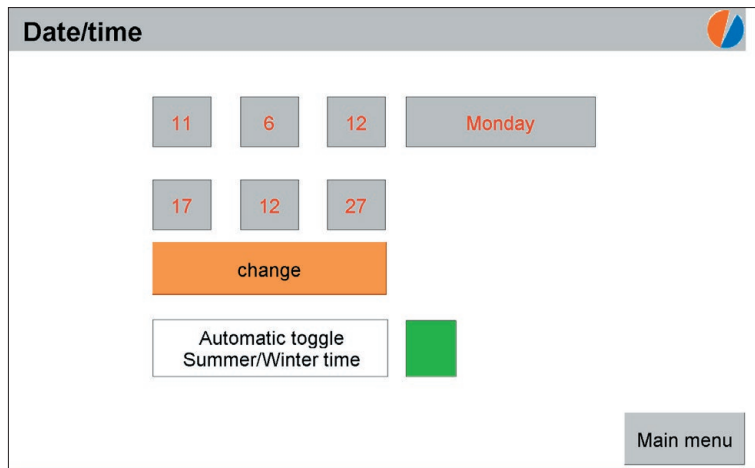 Date/time
11 6 12 Monday
17 12 27
change
Automatic toggle
Summer/Winter time
Main menu